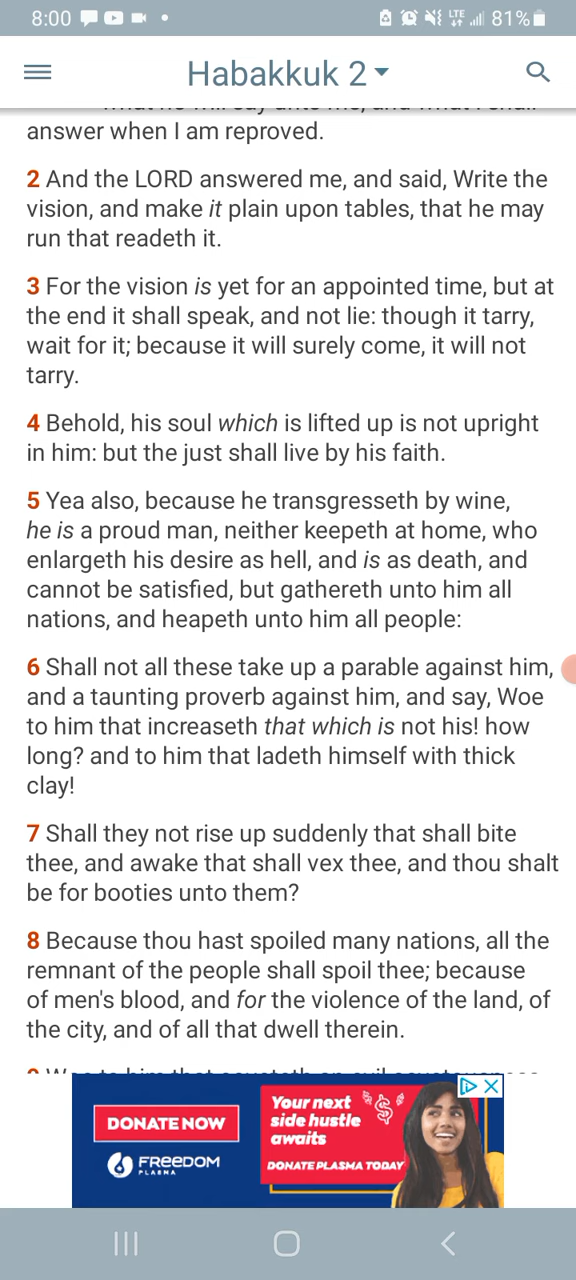 8:00
LTE
81%
Habakkuk 2
answer when I am reproved.
2 And the LORD answered me, and said, Write the
vision, and make it plain upon tables, that he may
run that readeth it.
3 For the vision is yet for an appointed time, but at
the end it shall speak, and not lie: though it tarry,
wait for it; because it will surely come, it will not
tarry.
4 Behold, his soul which is lifted up is not upright
in him: but the just shall live by his faith.
5 Yea also, because he transgresseth by wine,
he is a proud man, neither keepeth at home, who
enlargeth his desire as hell, and is as death, and
cannot be satisfied, but gathereth unto him all
nations, and heapeth unto him all people:
6 Shall not all these take up a parable against him,
and a taunting proverb against him, and say, Woe
to him that increaseth that which is not his! how
long? and to him that ladeth himself with thick
clay!
7 Shall they not rise up suddenly that shall bite
thee, and awake that shall vex thee, and thou shalt
be for booties unto them?
8 Because thou hast spoiled many nations, all the
remnant of the people shall spoil thee; because
of men's blood, and for the violence of the land, of
the city, and of all that dwell therein.
DONATE NOW
FREEDOM
PLASMA
Your next
side hustle
awaits
DONATE PLASMA TODAY